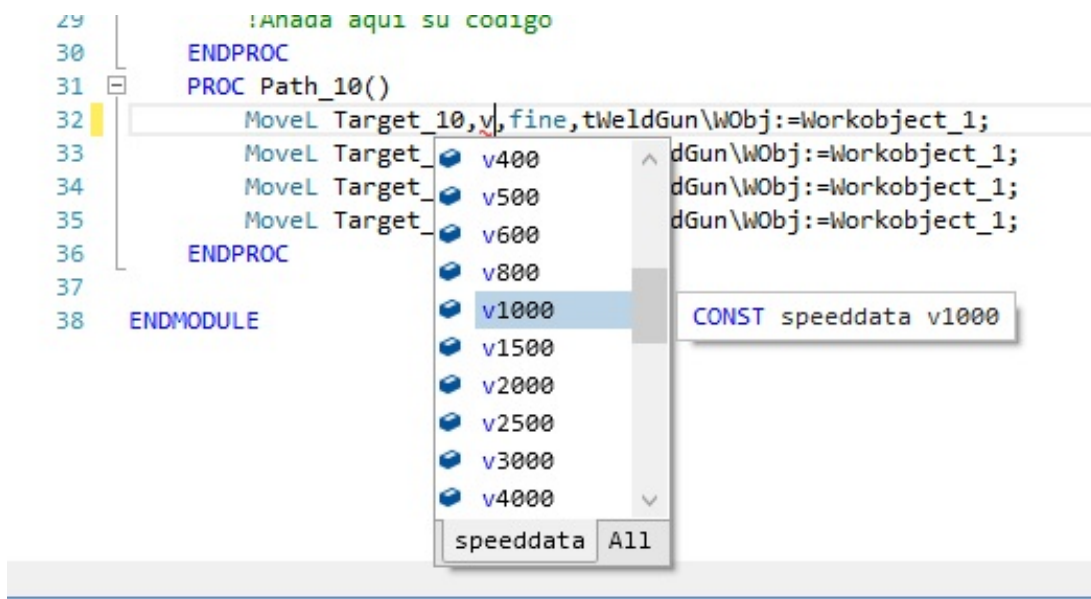 29 !Añada aquí su código
30 ENDPROC
31 PROC Path_10()
32 MoveL Target_10,v,fine,tWeldGun\WObj:=Workobject_1;
33 MoveL Target_ dGun\WObj:=Workobject_1;
34 MoveL Target_ dGun\WObj:=Workobject_1;
35 MoveL Target_ dGun\WObj:=Workobject_1;
36 ENDPROC
37
38 ENDMODULE
v400
v500
v600
v800
v1000
CONST speeddata v1000
v1500
v2000
v2500
v3000
v4000
speeddata All